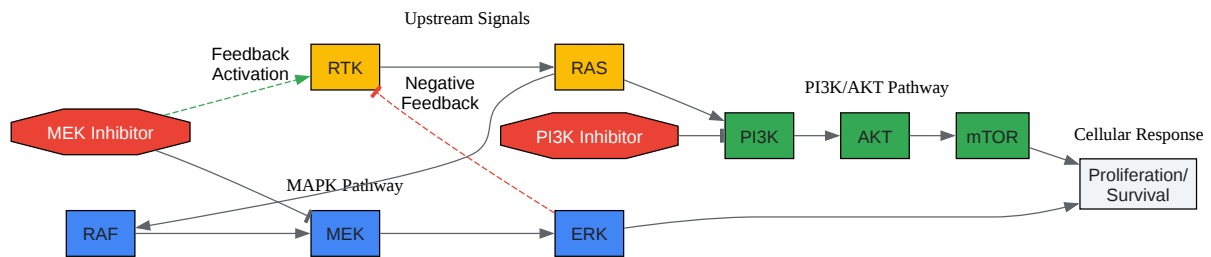 Upstream Signals
Feedback
Activation
RTK
RAS
Negative
Feedback
PI3K/AKT Pathway
MEK Inhibitor
PI3K Inhibitor
PI3K
AKT
mTOR
Cellular Response
Proliferation/
Survival
MAPK Pathway
RAF
MEK
ERK